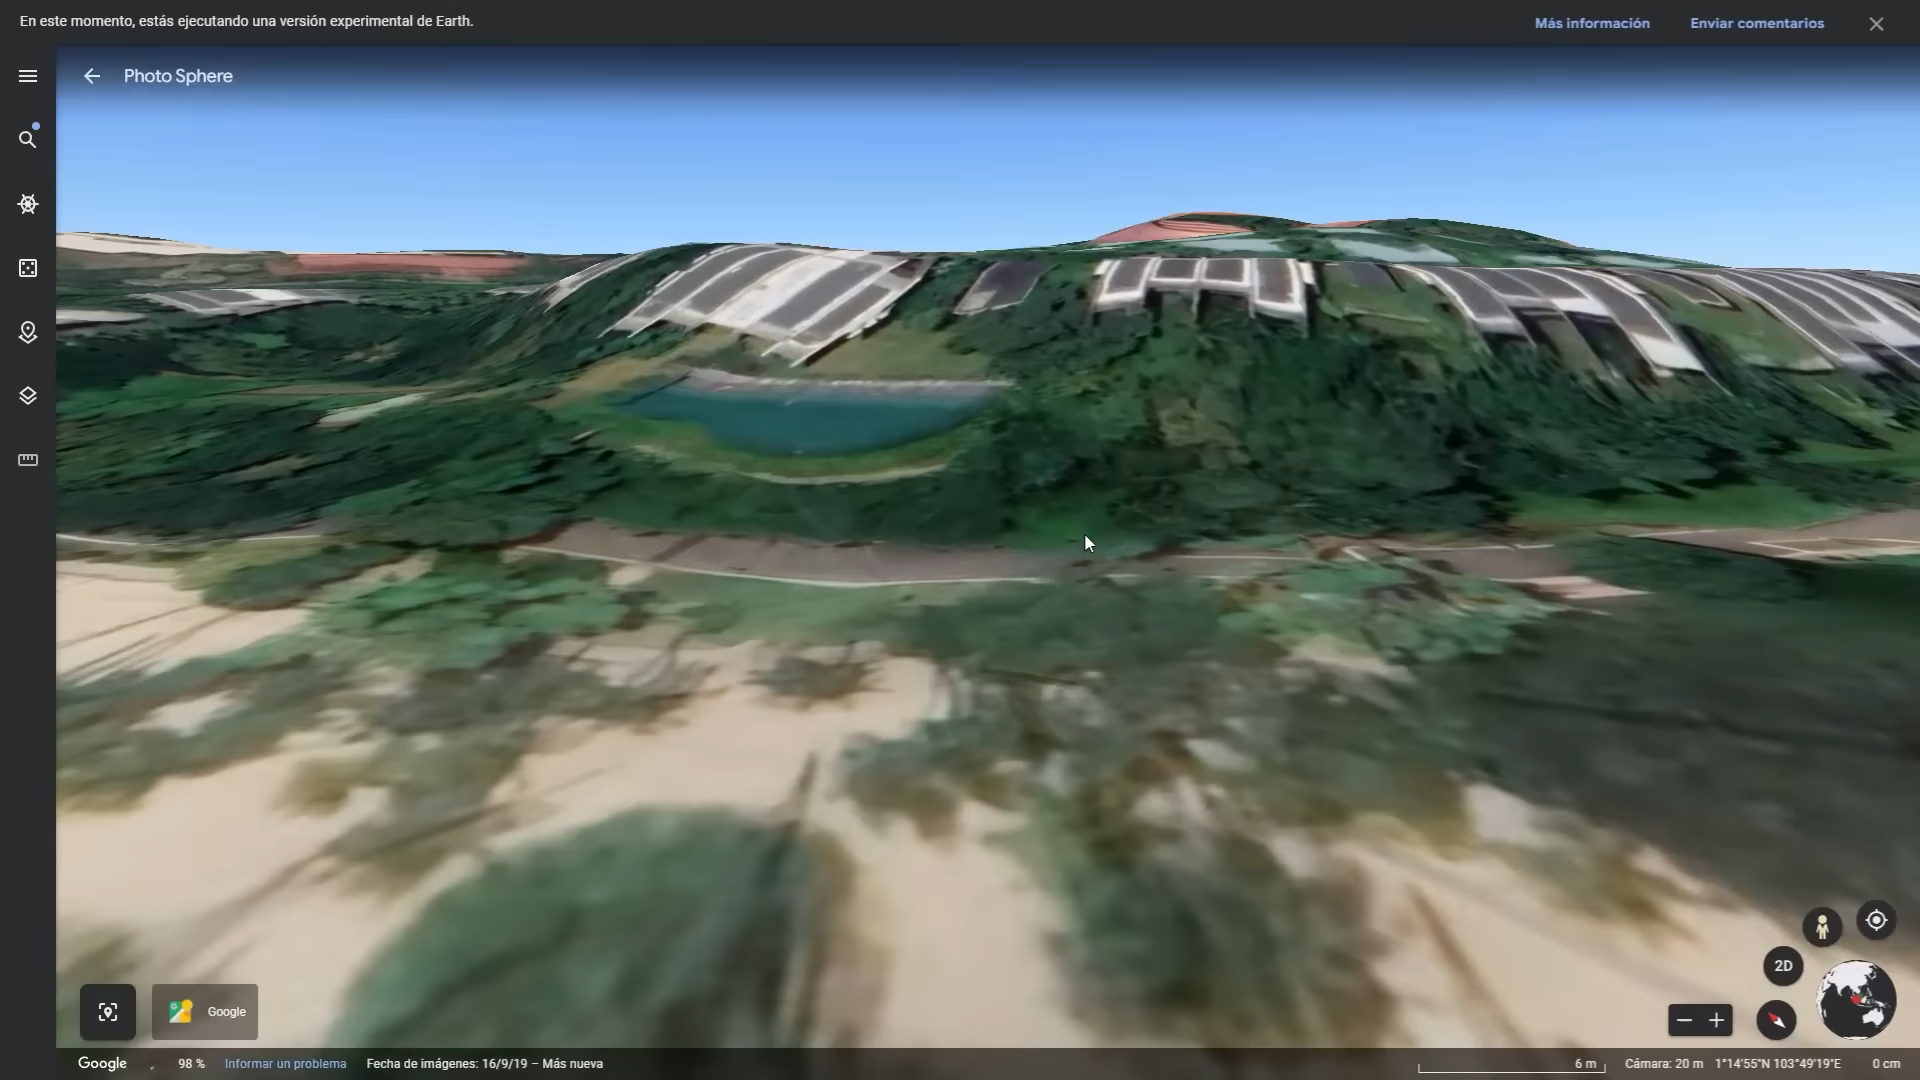 En este momento, estás ejecutando una versión experimental de Earth.
Más información
Enviar comentarios
Photo Sphere
2D
Google
Google
98 %
Informar un problema
Fecha de imágenes: 16/9/19 – Más nueva
6 m
Cámara: 20 m
1°14'55"N 103°49'19"E
0 cm